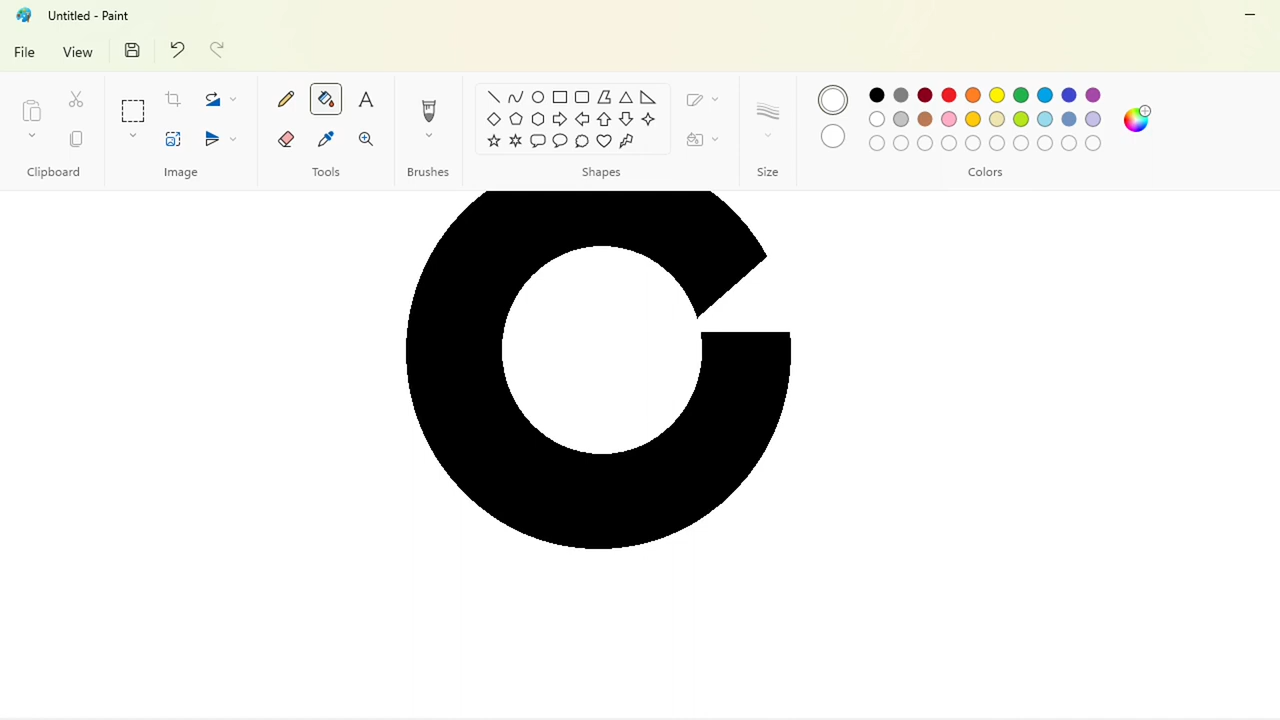 Untitled - Paint
File View
Clipboard Image Tools Brushes Shapes Size Colors